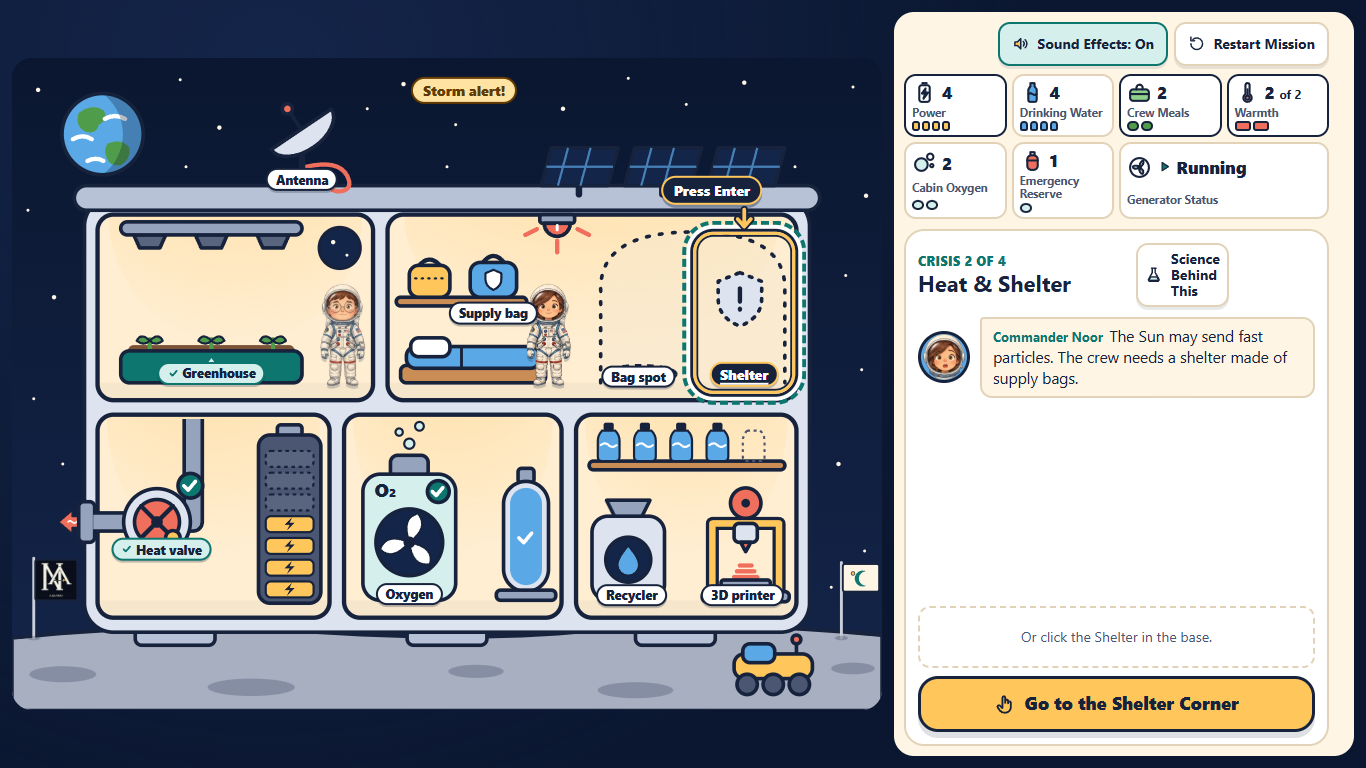 Storm alert!
Antenna
Press Enter
Supply bag
Greenhouse
Bag spot
Shelter
O₂
Heat valve
Oxygen
Recycler
3D printer
Sound Effects: On
Restart Mission
4
Power
4
Drinking Water
2
Crew Meals
2 of 2
Warmth
2
Cabin Oxygen
1
Emergency
Reserve
Running
Generator Status
CRISIS 2 OF 4
Heat & Shelter
Science
Behind
This
Commander Noor The Sun may send fast
particles. The crew needs a shelter made of
supply bags.
Or click the Shelter in the base.
Go to the Shelter Corner